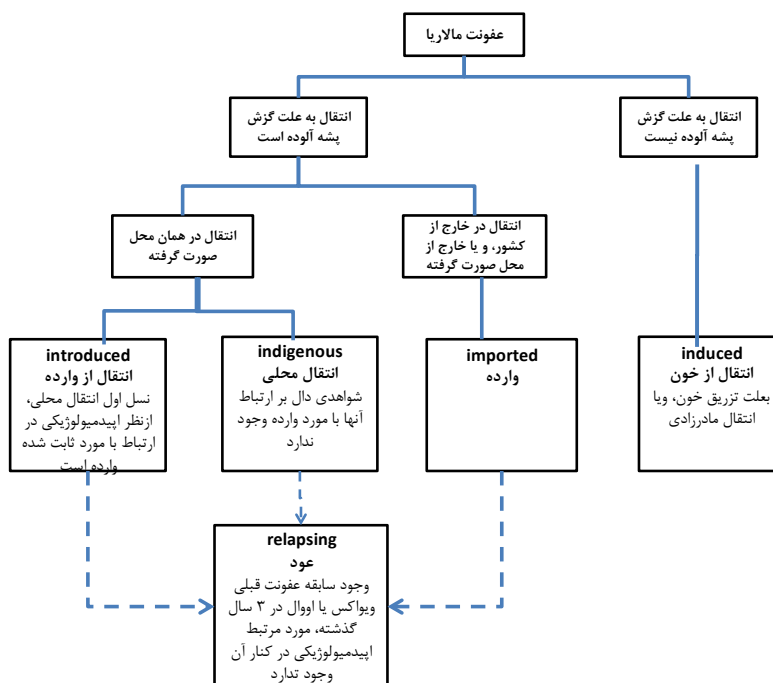 عفونت مالاریا
انتقال به علت گزش
پشه آلوده است
انتقال به علت گزش
پشه آلوده نیست
انتقال در همان محل
صورت گرفته
انتقال در خارج از
کشور، و یا خارج از
محل صورت گرفته
introduced
انتقال از وارده
نسل اول انتقال محلی،
ازنظر اپیدمیولوژیکی در
ارتباط با مورد ثابت شده
وارده است
indigenous
انتقال محلی
شواهدی دال بر ارتباط
آنها با مورد وارده وجود
ندارد
imported
وارده
induced
انتقال از خون
بعلت تزریق خون، ویا
انتقال مادرزادی
relapsing
عود
وجود سابقه عفونت قبلی
ویواکس یا اووال در ۳ سال
گذشته، مورد مرتبط
اپیدمیولوژیکی در کنار آن
وجود تدارد